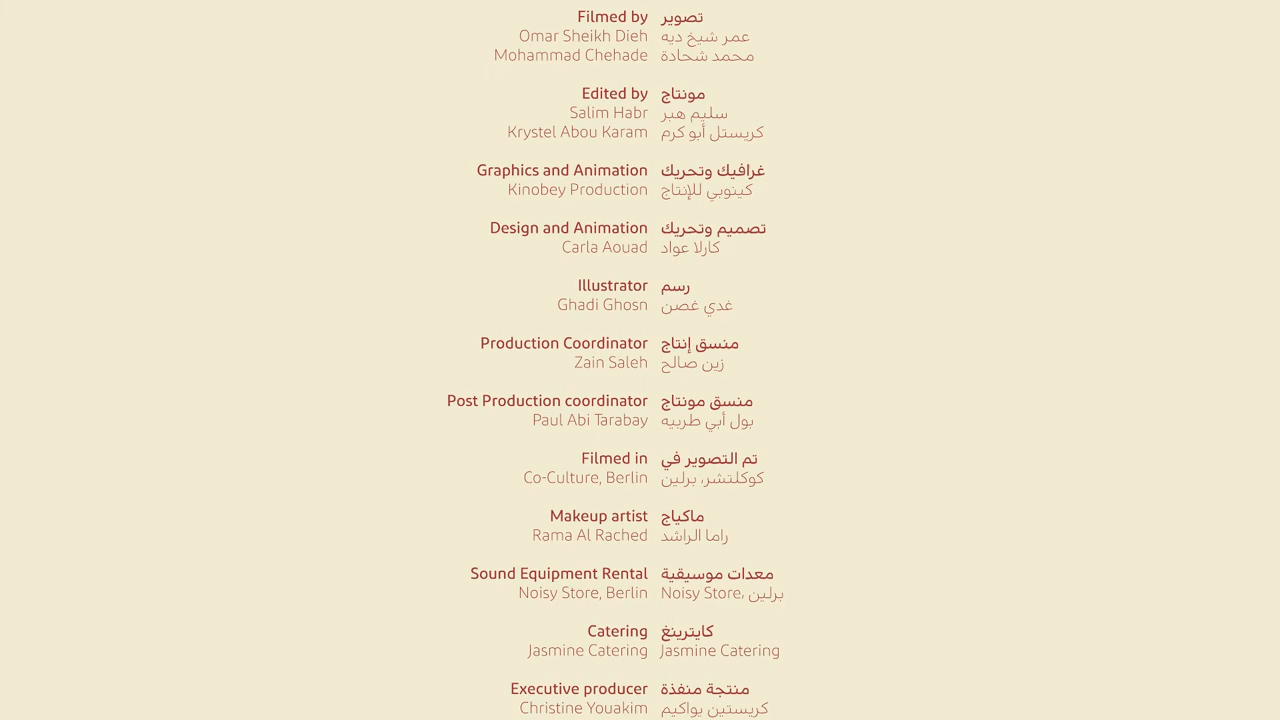 Filmed by تصوير
Omar Sheikh Dieh عمر شيخ ديه
Mohammad Chehade محمد شحادة
Edited by مونتاج
Salim Habr سليم هبر
Krystel Abou Karam كريستل أبو كرم
Graphics and Animation غرافيك وتحريك
Kinobey Production كينوبي للإنتاج
Design and Animation تصميم وتحريك
Carla Aouad كارلا عواد
Illustrator رسم
Ghadi Ghosn غدي غصن
Production Coordinator منسق إنتاج
Zain Saleh زين صالح
Post Production coordinator منسق مونتاج
Paul Abi Tarabay بول أبي طربيه
Filmed in تم التصوير في
Co-Culture, Berlin كوكلتشر، برلين
Makeup artist ماكياج
Rama Al Rached راما الراشد
Sound Equipment Rental معدات موسيقية
Noisy Store, Berlin Noisy Store، برلين
Catering كايترينغ
Jasmine Catering Jasmine Catering
Executive producer منتجة منفذة
Christine Youakim كريستين يواكيم